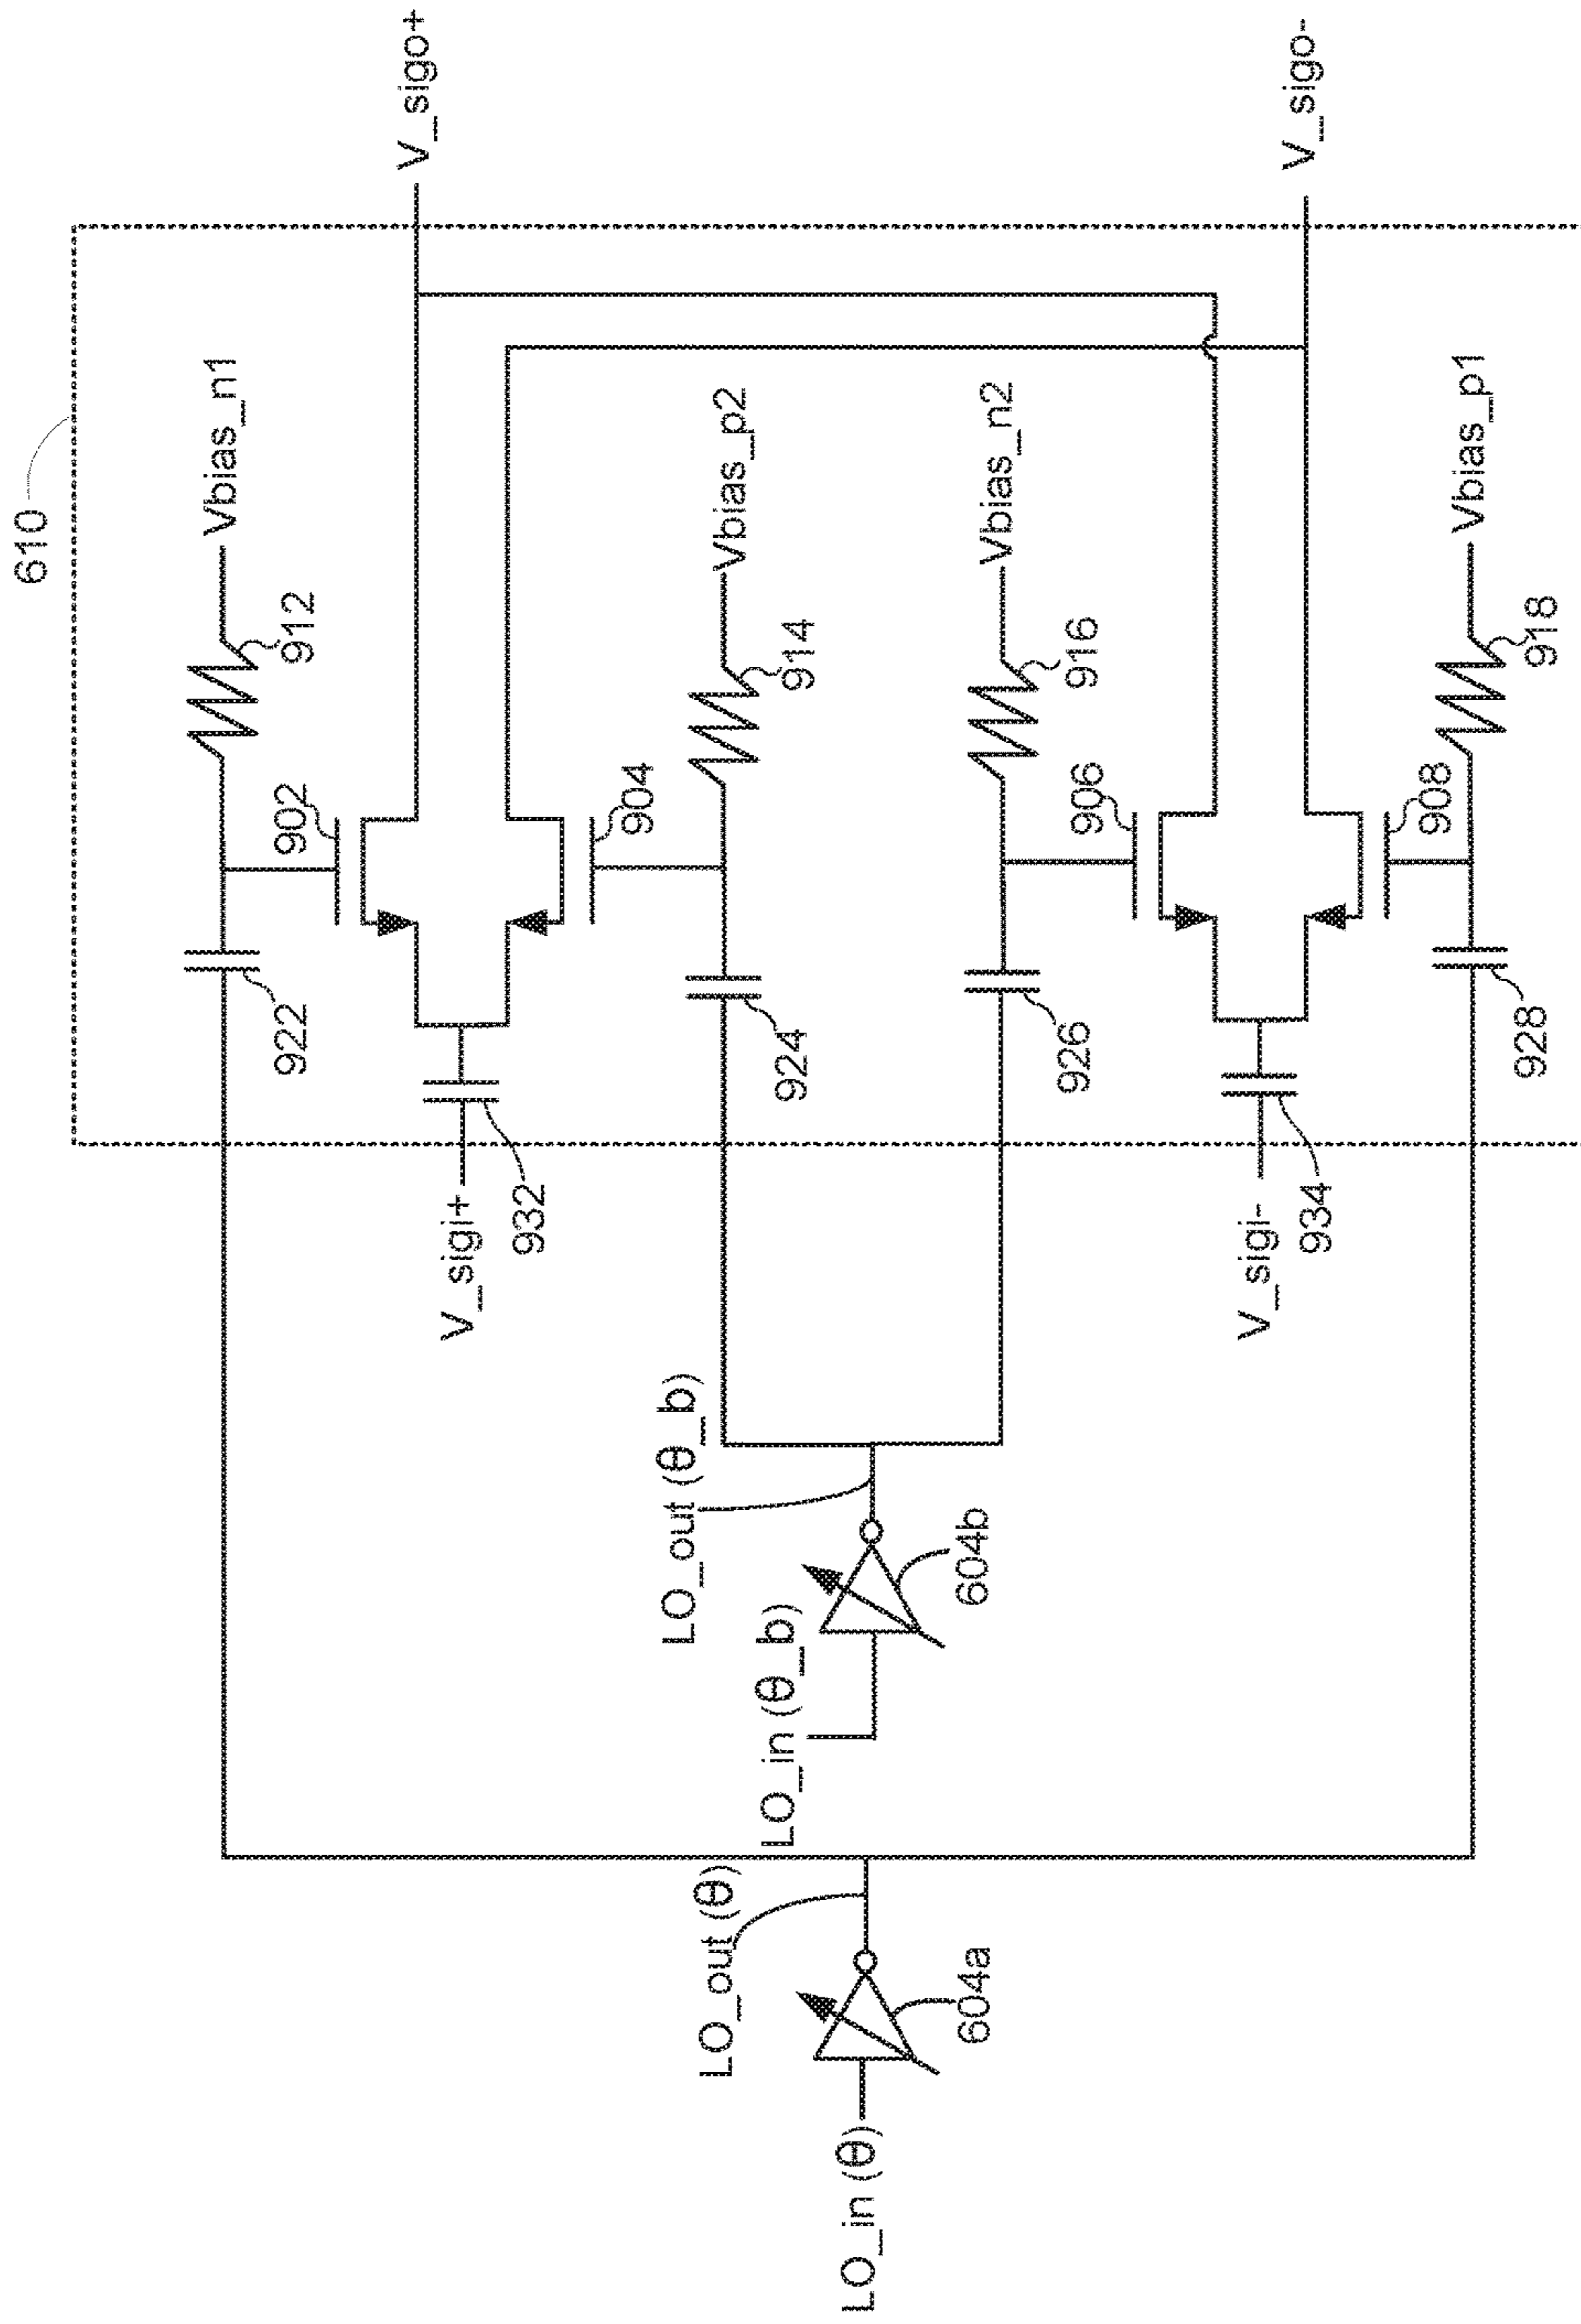 610
Vbias_n1
912
902
922
V_sigo+
V_sigi+
932
904
914
Vbias_p2
924
LO_out (θ_b)
LO_in (θ_b)
604b
LO_out (θ)
LO_in (θ)
604a
Vbias_n2
916
906
926
V_sigi-
934
V_sigo-
908
918
Vbias_p1
928